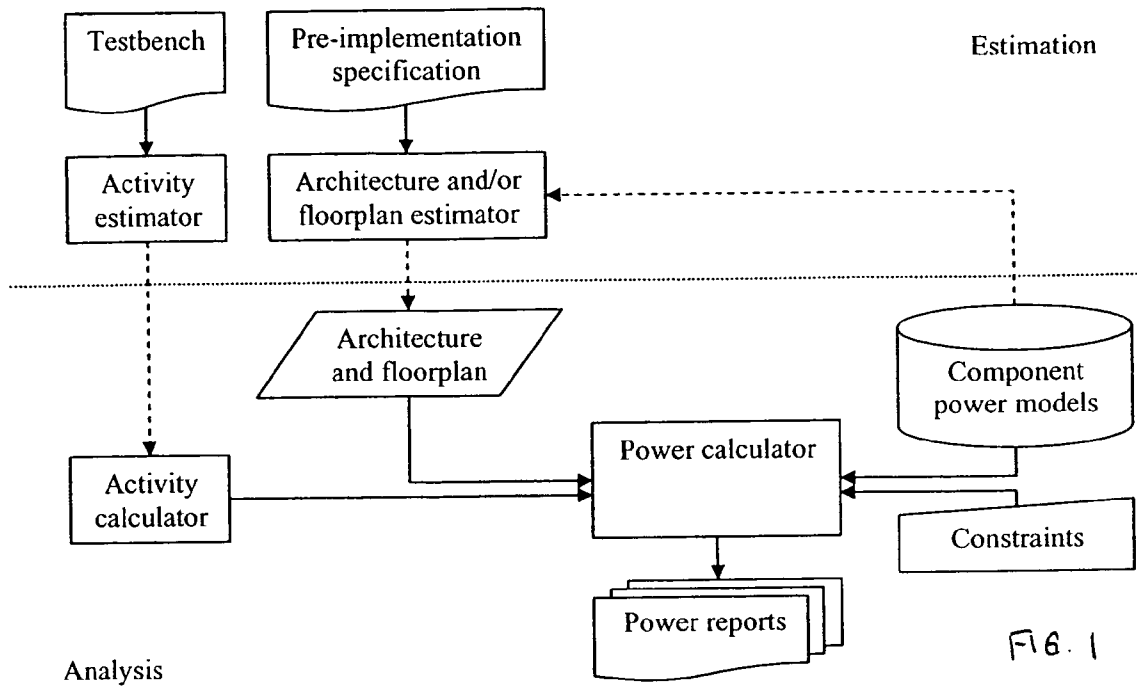 Testbench
Pre-implementation
specification
Estimation
Activity
estimator
Architecture and/or
floorplan estimator
Architecture
and floorplan
Component
power models
Power calculator
Activity
calculator
Constraints
Power reports
FIG. 1
Analysis